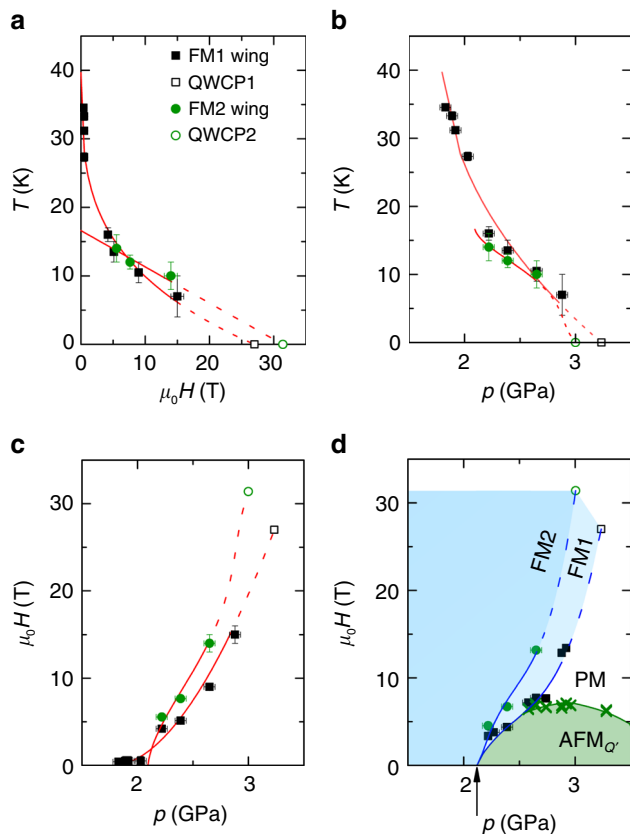 a
T (K)
40
30
20
10
0
0
10
20
30
μ₀H (T)
FM1 wing
QWCP1
FM2 wing
QWCP2
b
T (K)
40
30
20
10
0
2
3
p (GPa)
c
μ₀H (T)
30
20
10
0
2
3
p (GPa)
d
μ₀H (T)
30
20
10
0
FM2
FM1
PM
AFM_Q′
2
3
p (GPa)